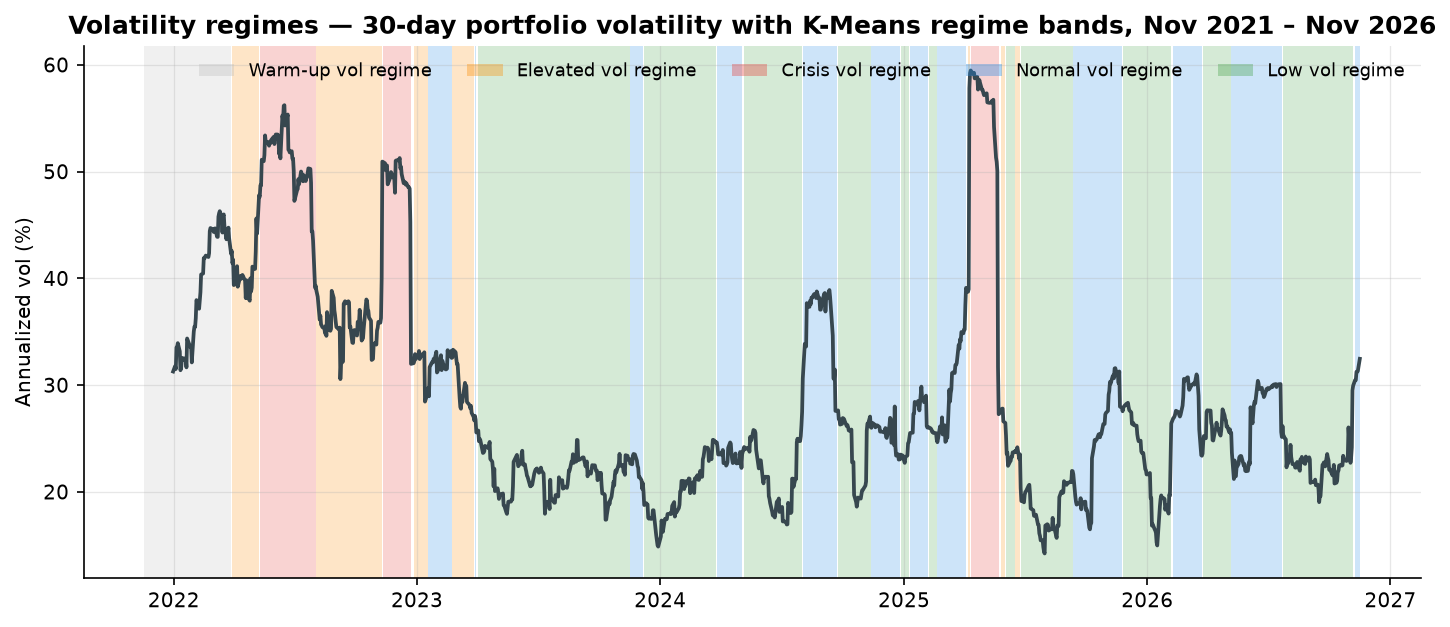 Volatility regimes — 30-day portfolio volatility with K-Means regime bands, Nov 2021 – Nov 2026
Warm-up vol regime
Elevated vol regime
Crisis vol regime
Normal vol regime
Low vol regime
Annualized vol (%)
60
50
40
30
20
2022
2023
2024
2025
2026
2027